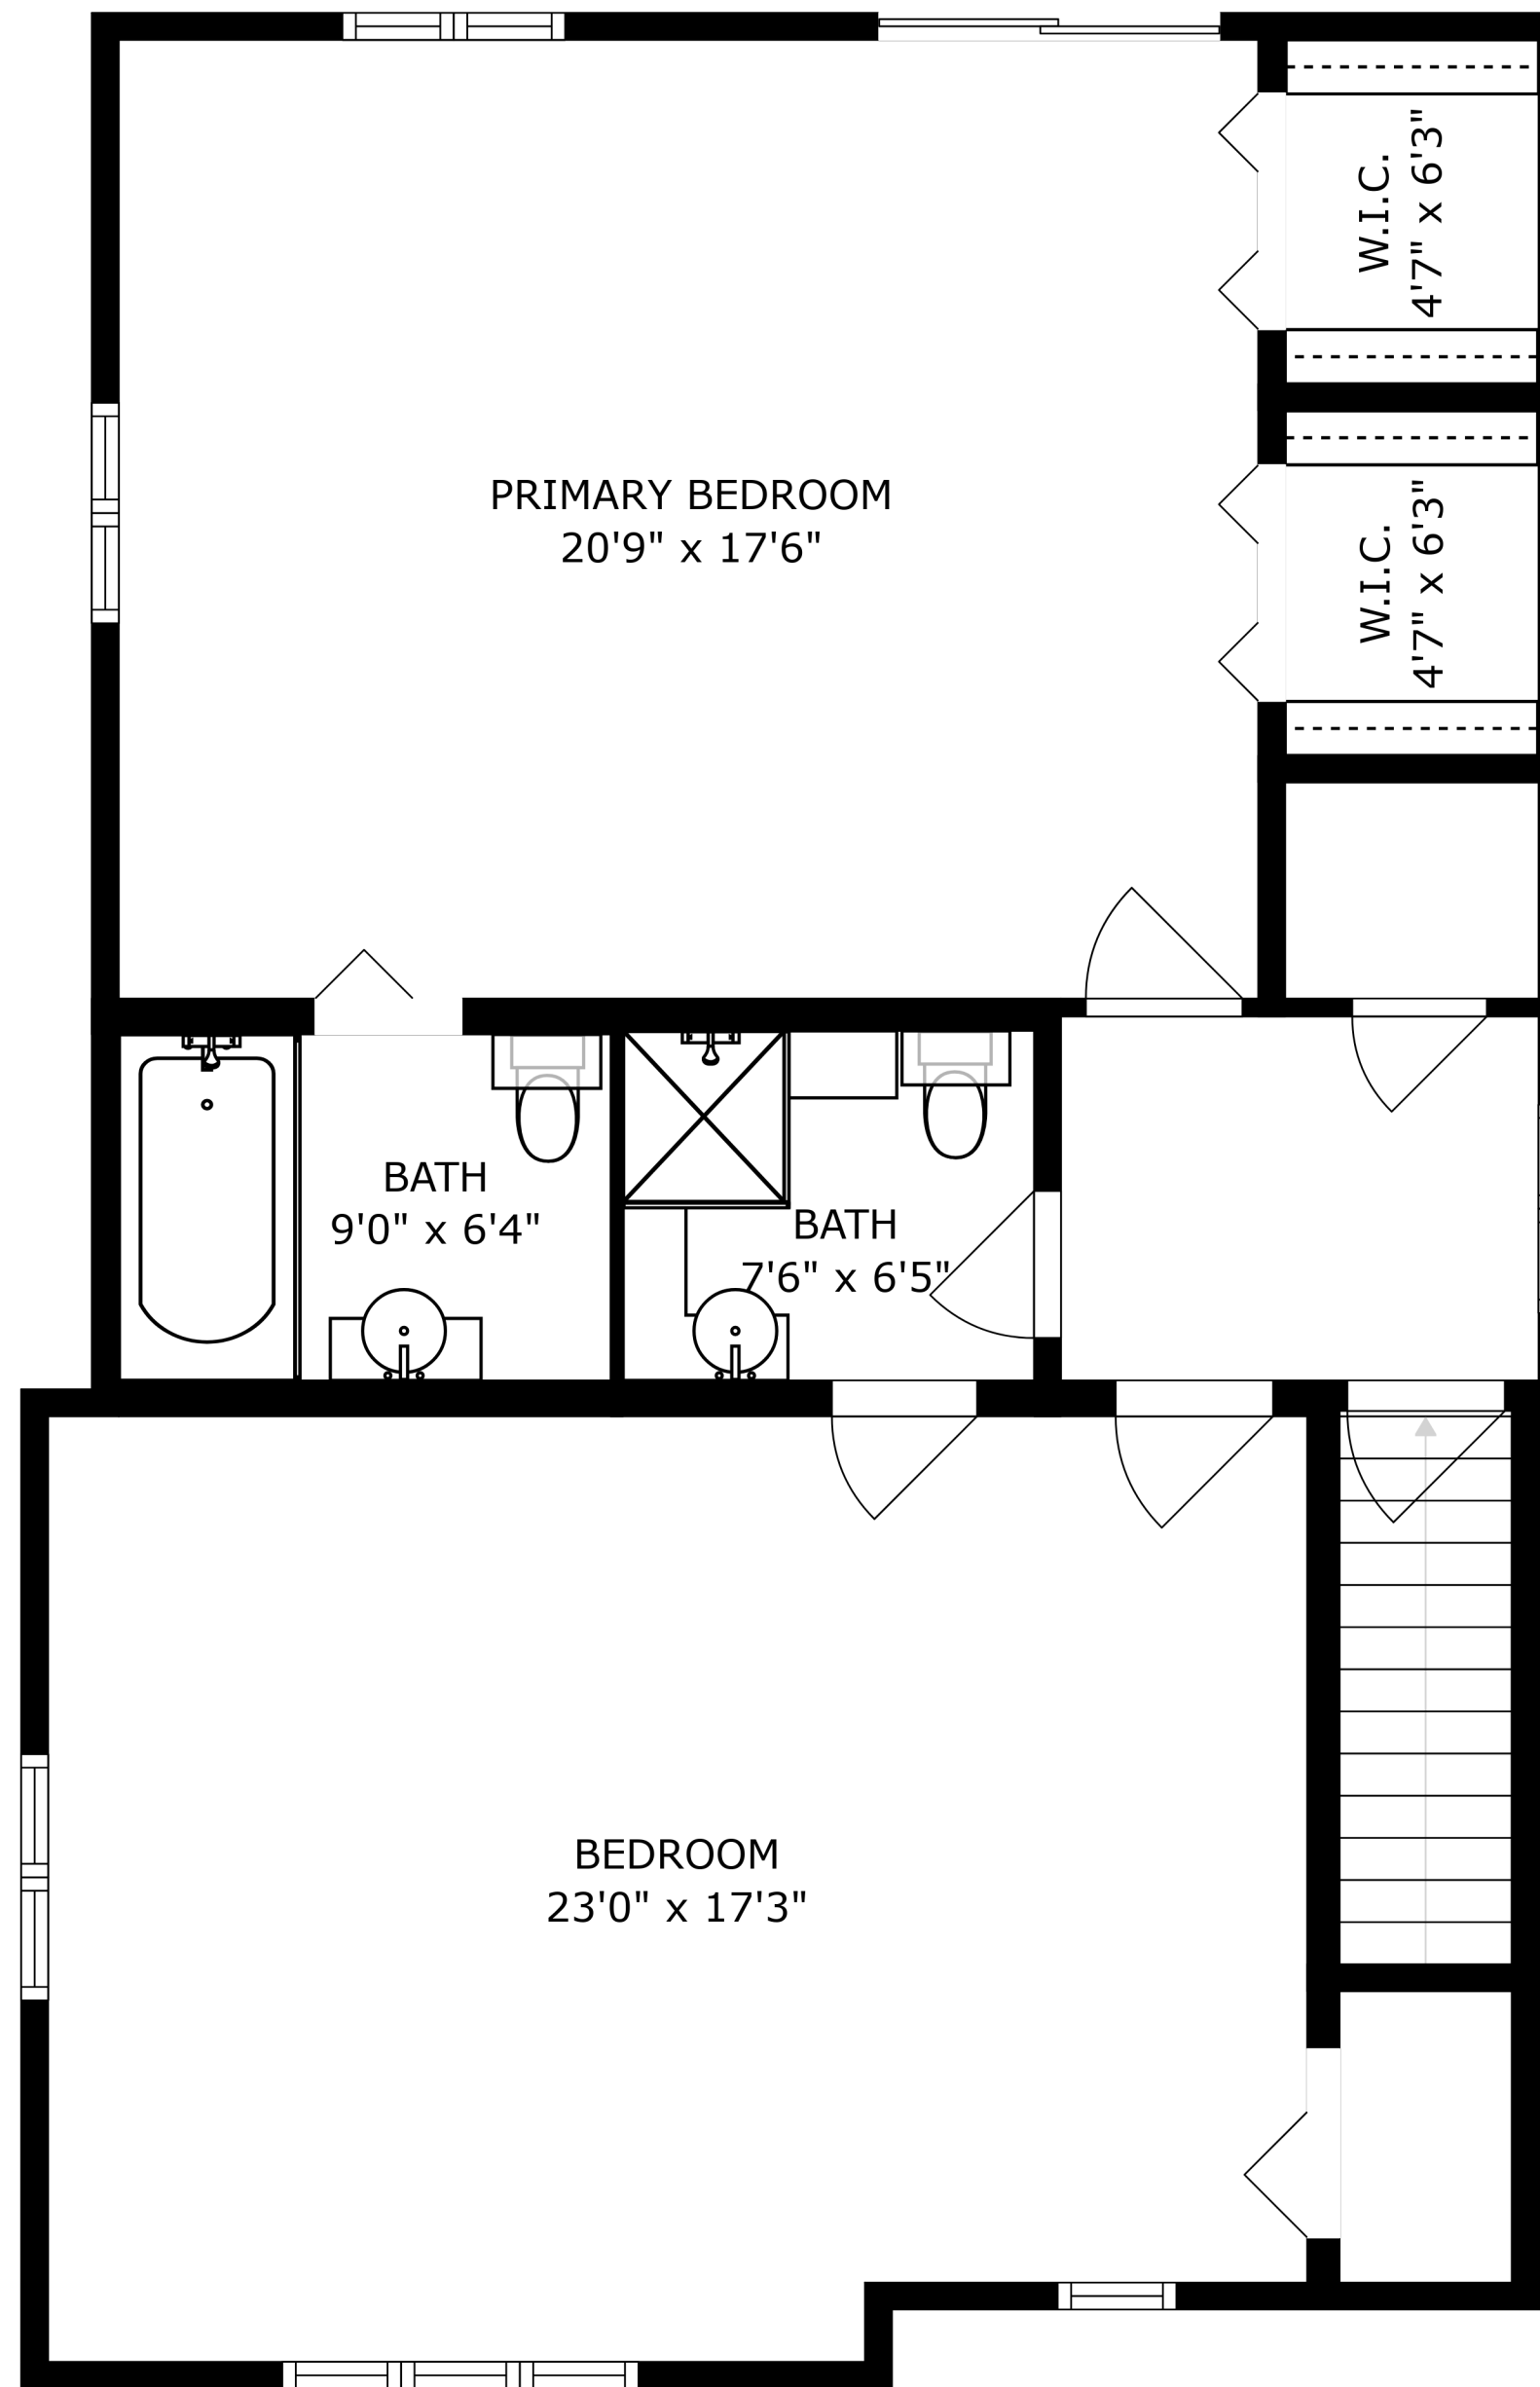 W.I.C.
4'7" x 6'3"
PRIMARY BEDROOM
20'9" x 17'6"
W.I.C.
4'7" x 6'3"
BATH
9'0" x 6'4"
BATH
7'6" x 6'5"
BEDROOM
23'0" x 17'3"